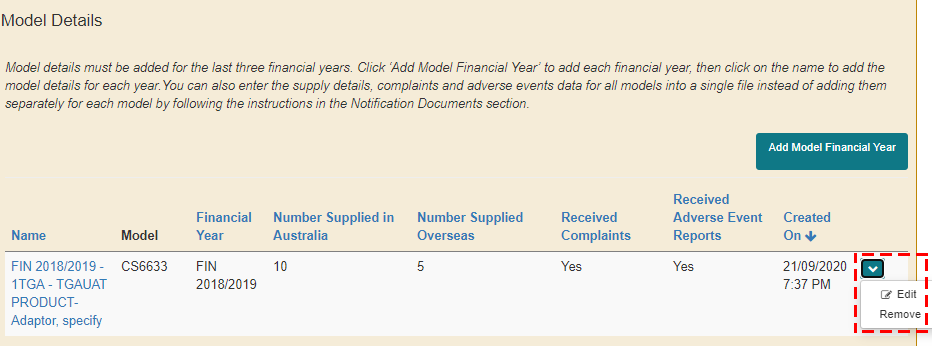 Model Details
Model details must be added for the last three financial years. Click 'Add Model Financial Year' to add each financial year, then click on the name to add the
model details for each year.You can also enter the supply details, complaints and adverse events data for all models into a single file instead of adding them
separately for each model by following the instructions in the Notification Documents section.
Add Model Financial Year
Name
Model
Financial
Year
Number Supplied in
Australia
Number Supplied
Overseas
Received
Complaints
Received
Adverse Event
Reports
Created
On
FIN 2018/2019 -
1TGA - TGAUAT
PRODUCT-
Adaptor, specify
CS6633
FIN
2018/2019
10
5
Yes
Yes
21/09/2020
7:37 PM
Edit
Remove